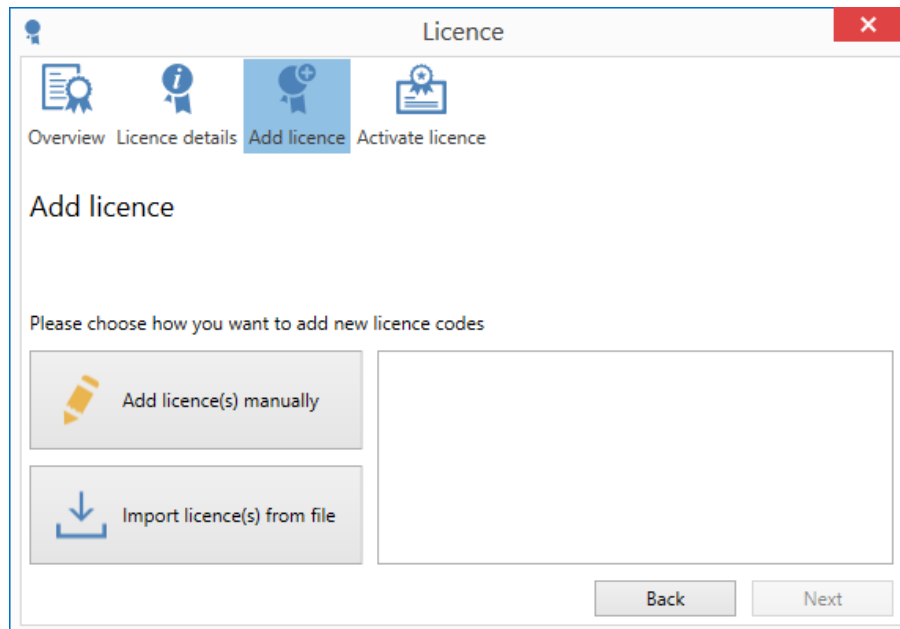 Licence
Overview Licence details Add licence Activate licence
Add licence
Please choose how you want to add new licence codes
Add licence(s) manually
Import licence(s) from file
Back Next